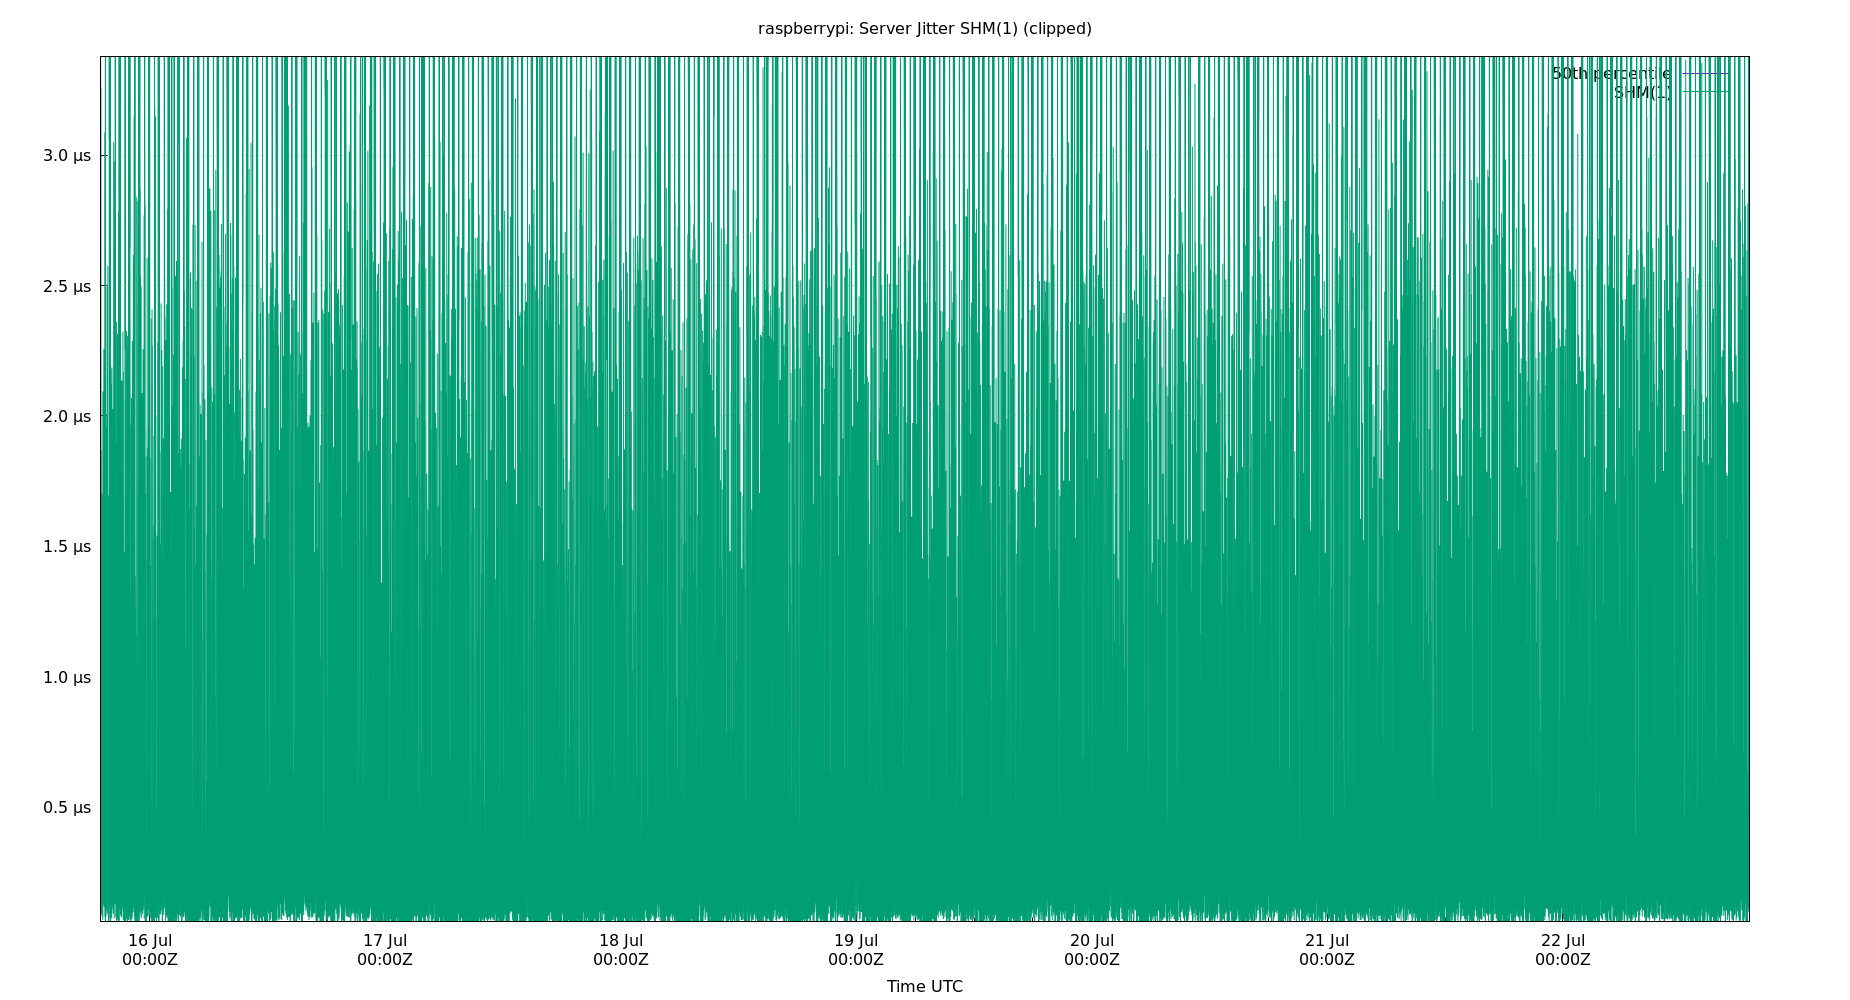 raspberrypi: Server Jitter SHM(1) (clipped)
50th percentile
SHM(1)
3.0 µs
2.5 µs
2.0 µs
1.5 µs
1.0 µs
0.5 µs
16 Jul 17 Jul 18 Jul 19 Jul 20 Jul 21 Jul 22 Jul
00:00Z 00:00Z 00:00Z 00:00Z 00:00Z 00:00Z 00:00Z
Time UTC